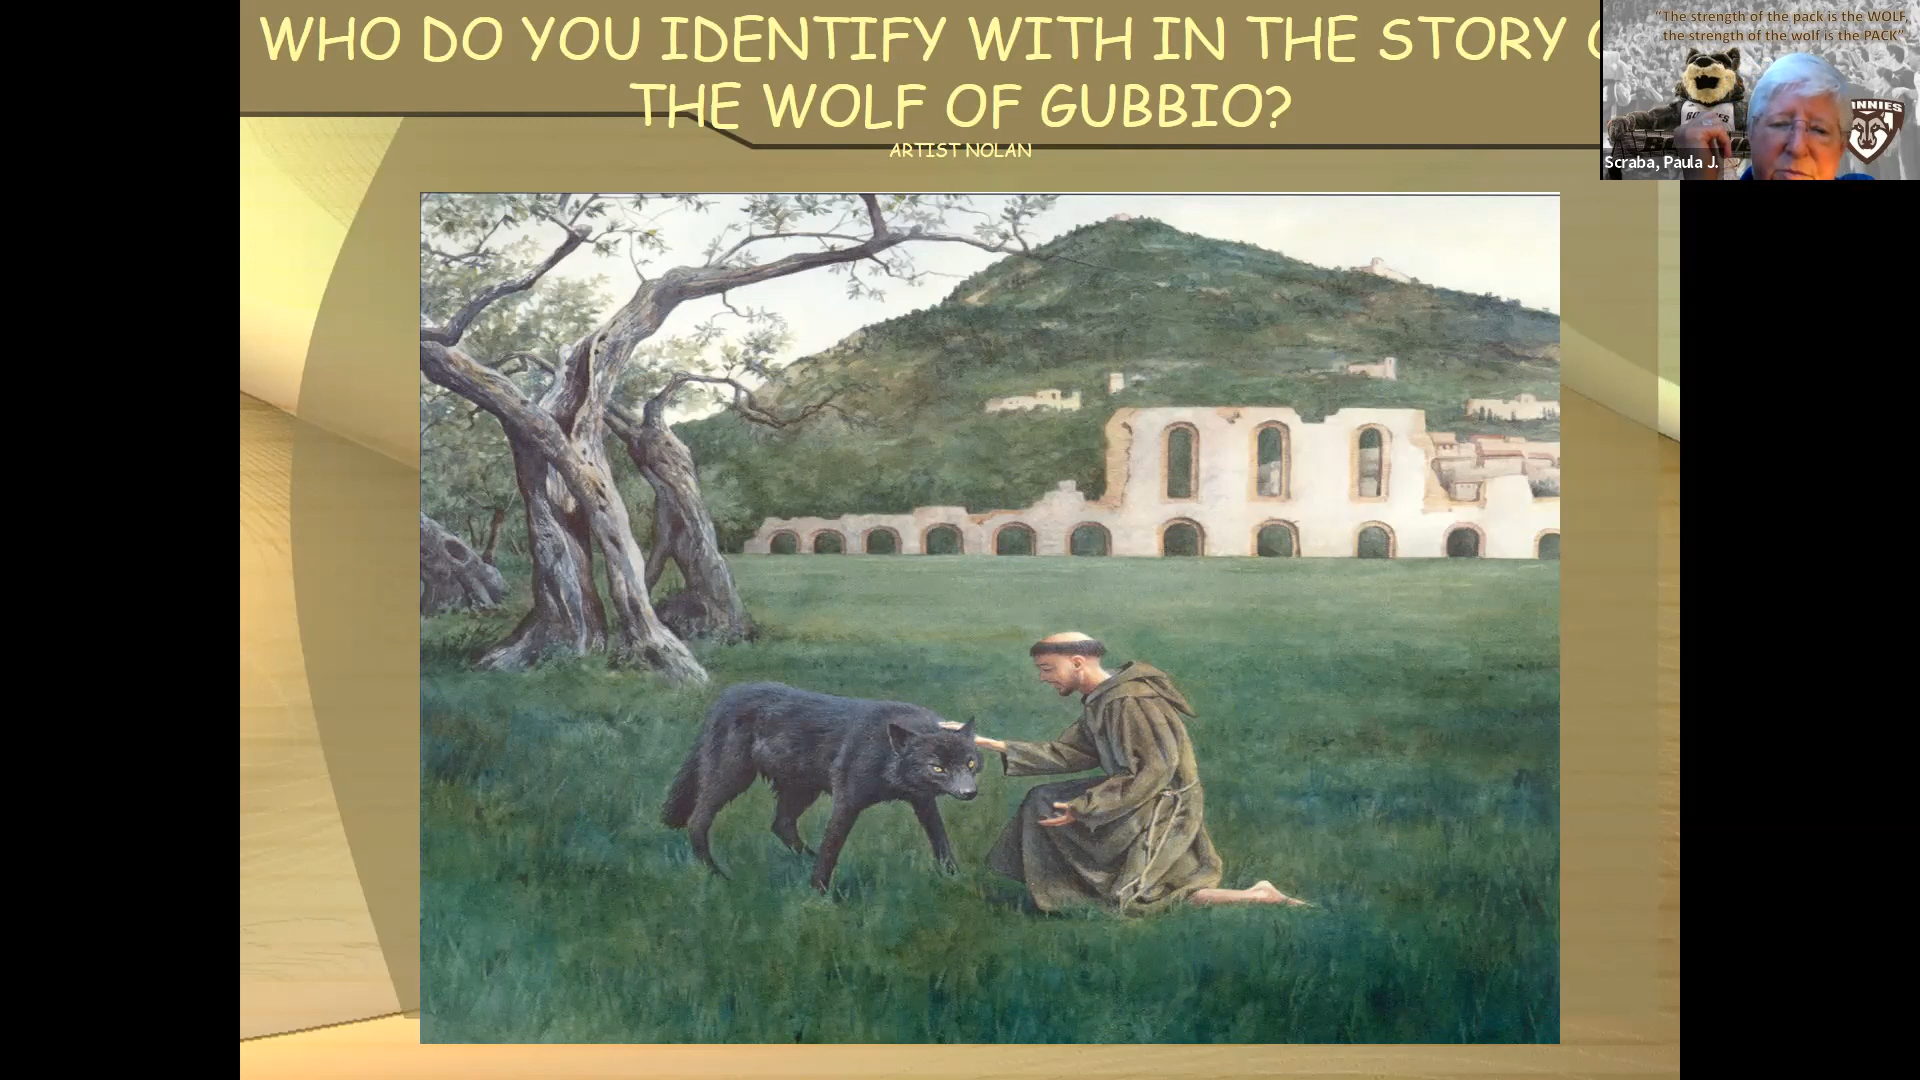 WHO DO YOU IDENTIFY WITH IN THE STORY
THE WOLF OF GUBBIO?
ARTIST NOLAN
"The strength of the pack is the WOLF,
the strength of the wolf is the PACK"
NNIES
Scraba, Paula J.